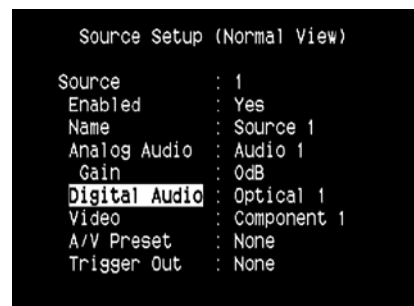 Source Setup (Normal View)
Source : 1
Enabled : Yes
Name : Source 1
Analog Audio : Audio 1
Gain : 0dB
Digital Audio : Optical 1
Video : Component 1
A/V Preset : None
Trigger Out : None